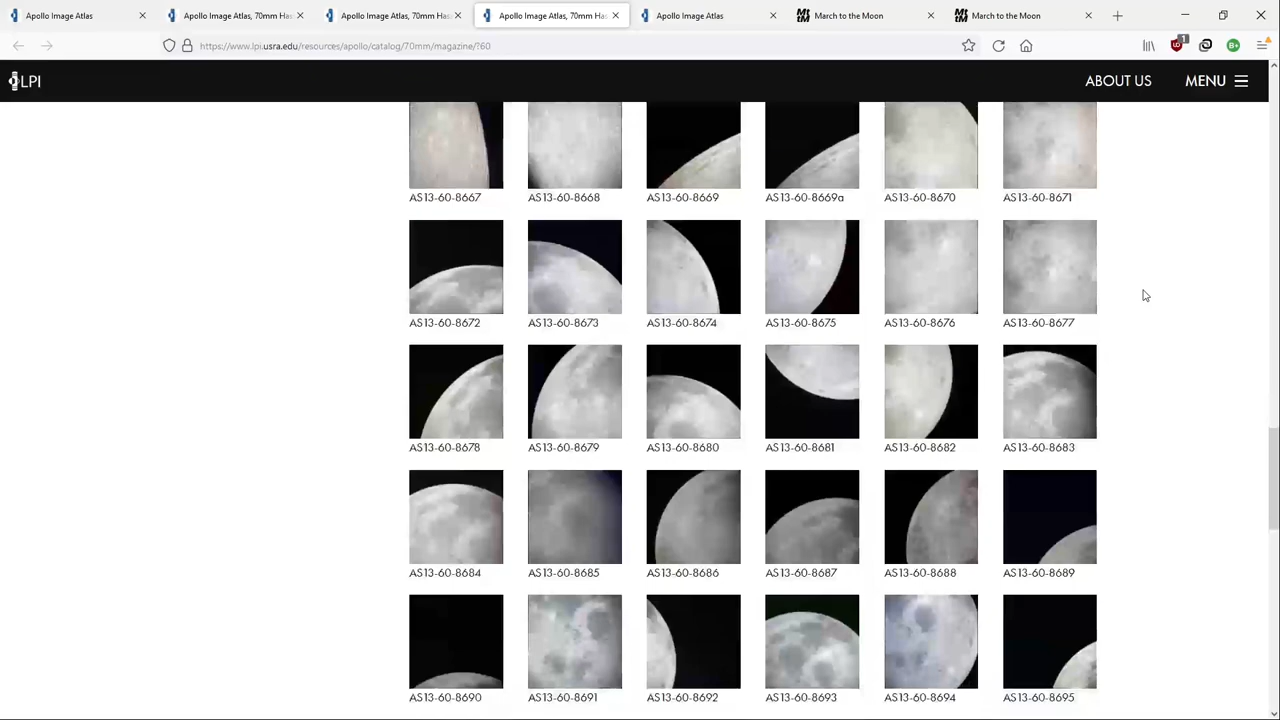 Apollo Image Atlas
Apollo Image Atlas, 70mm Has
Apollo Image Atlas, 70mm Has
Apollo Image Atlas, 70mm Has
Apollo Image Atlas
March to the Moon
March to the Moon
https://www.lpi.usra.edu/resources/apollo/catalog/70mm/magazine/?60
1
LPI
ABOUT US
MENU
AS13-60-8667 AS13-60-8668 AS13-60-8669 AS13-60-8669a AS13-60-8670 AS13-60-8671
AS13-60-8672 AS13-60-8673 AS13-60-8674 AS13-60-8675 AS13-60-8676 AS13-60-8677
AS13-60-8678 AS13-60-8679 AS13-60-8680 AS13-60-8681 AS13-60-8682 AS13-60-8683
AS13-60-8684 AS13-60-8685 AS13-60-8686 AS13-60-8687 AS13-60-8688 AS13-60-8689
AS13-60-8690 AS13-60-8691 AS13-60-8692 AS13-60-8693 AS13-60-8694 AS13-60-8695